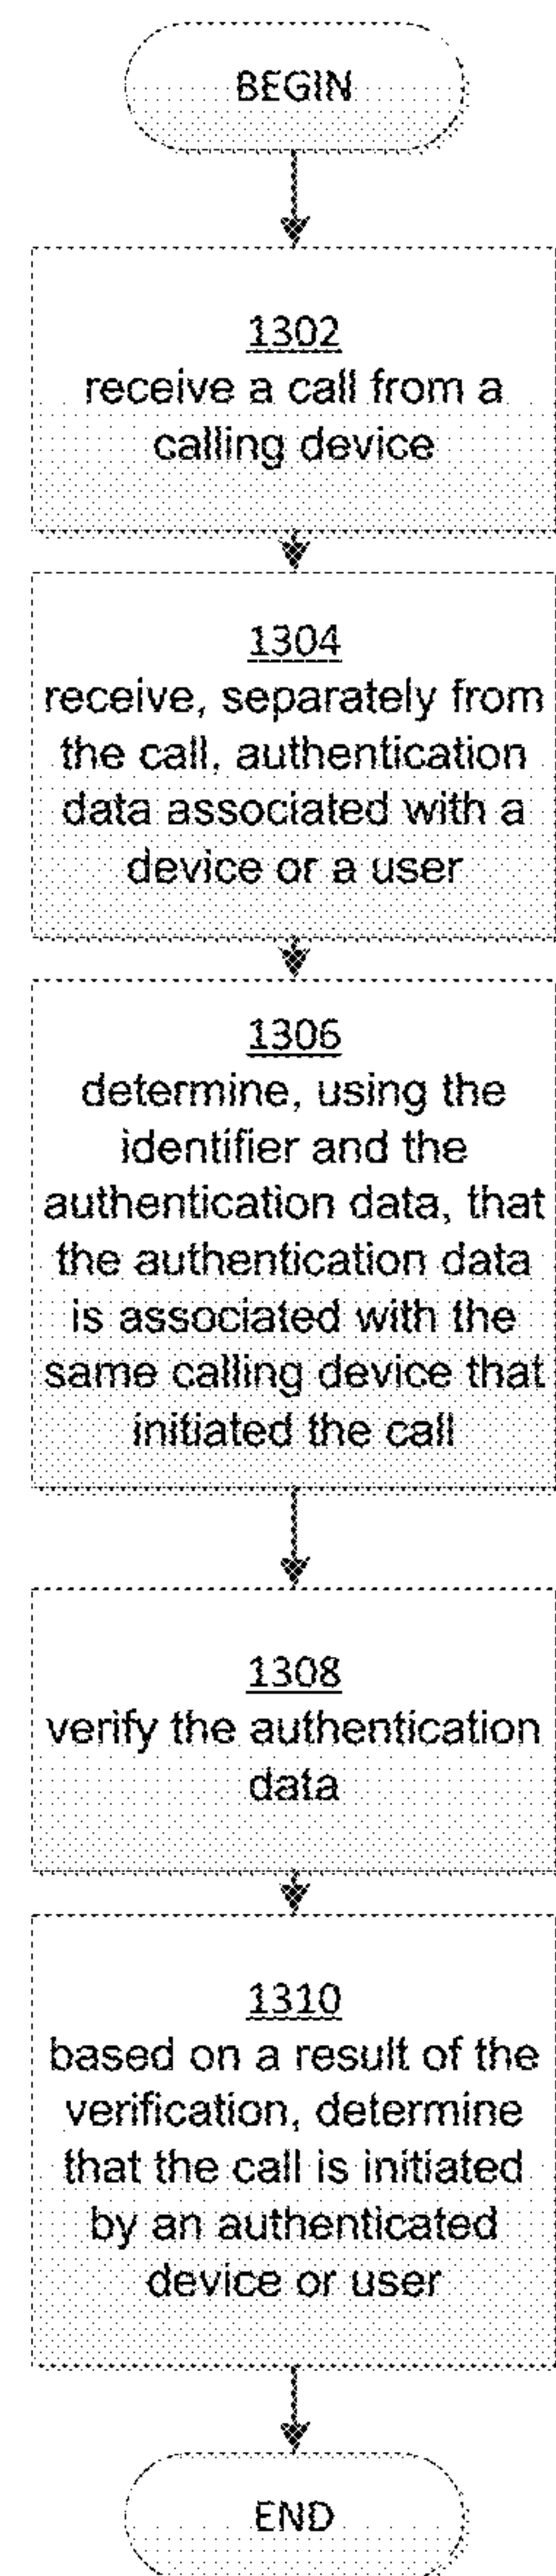 BEGIN
1302
receive a call from a
calling device
1304
receive, separately from
the call, authentication
data associated with a
device or a user
1306
determine, using the
identifier and the
authentication data, that
the authentication data
is associated with the
same calling device that
initiated the call
1308
verify the authentication
data
1310
based on a result of the
verification, determine
that the call is initiated
by an authenticated
device or user
END